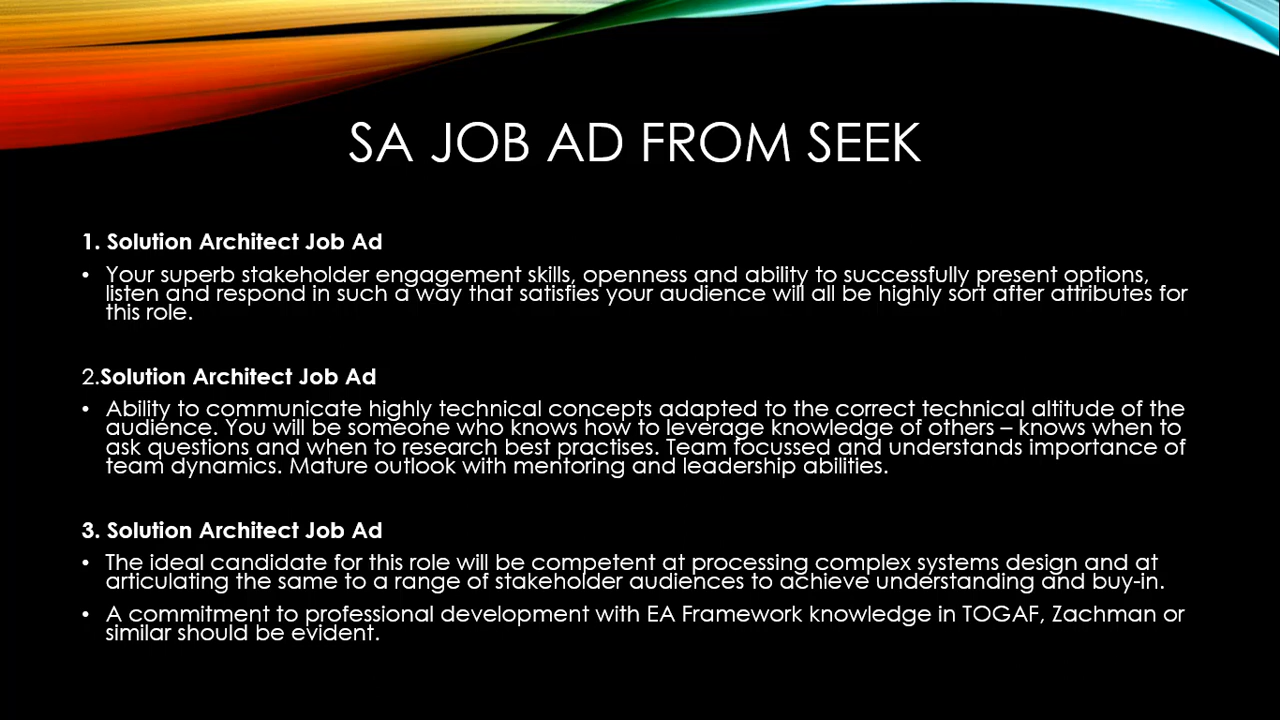 SA JOB AD FROM SEEK
1. Solution Architect Job Ad
• Your superb stakeholder engagement skills, openness and ability to successfully present options,
listen and respond in such a way that satisfies your audience will all be highly sort after attributes for
this role.
2.Solution Architect Job Ad
• Ability to communicate highly technical concepts adapted to the correct technical altitude of the
audience. You will be someone who knows how to leverage knowledge of others – knows when to
ask questions and when to research best practises. Team focussed and understands importance of
team dynamics. Mature outlook with mentoring and leadership abilities.
3. Solution Architect Job Ad
• The ideal candidate for this role will be competent at processing complex systems design and at
articulating the same to a range of stakeholder audiences to achieve understanding and buy-in.
• A commitment to professional development with EA Framework knowledge in TOGAF, Zachman or
similar should be evident.